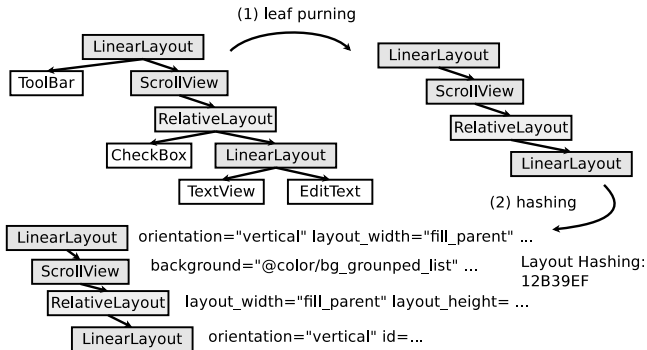 (1) leaf purning
LinearLayout
ToolBar
ScrollView
RelativeLayout
CheckBox
LinearLayout
TextView
EditText
LinearLayout
ScrollView
RelativeLayout
LinearLayout
(2) hashing
LinearLayout orientation="vertical" layout_width="fill_parent" ...
ScrollView background="@color/bg_grounped_list" ...
RelativeLayout layout_width="fill_parent" layout_height= ...
LinearLayout orientation="vertical" id=...
Layout Hashing:
12B39EF